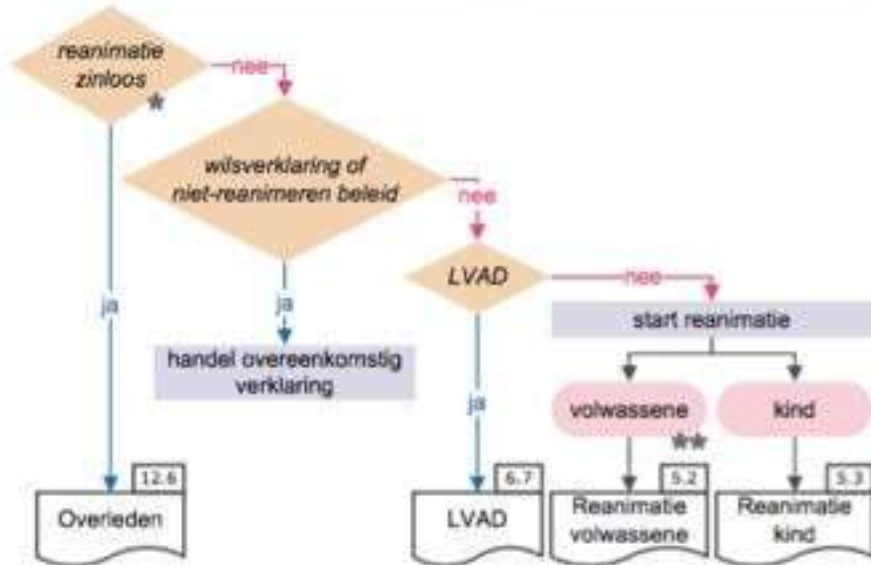 reanimatie
zinloos
*
nee
wilsverklaring of
niet-reanimeren beleid
nee
LVAD
nee
ja
ja
start reanimatie
handel overeenkomstig
verklaring
ja
volwassene
**
kind
12.6
Overleden
6.7
LVAD
5.2
Reanimatie
volwassene
5.3
Reanimatie
kind